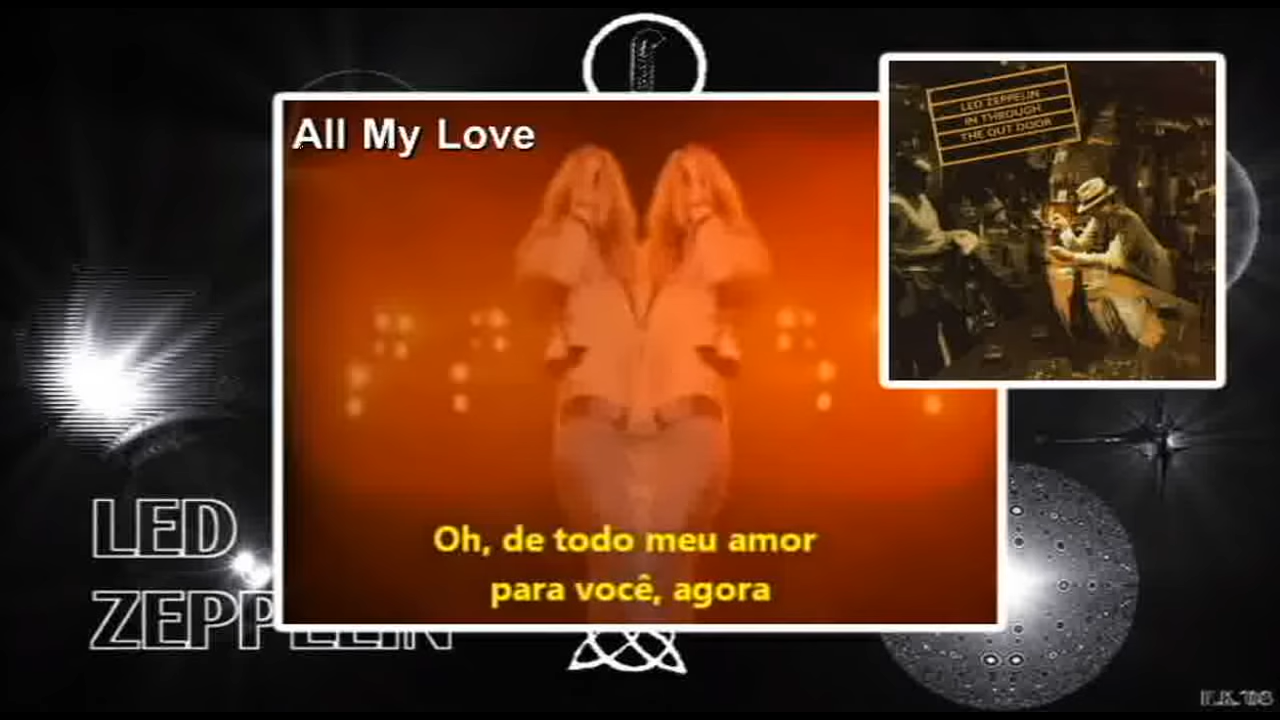 All My Love
LED ZEPPELIN
IN THROUGH
THE OUT DOOR
Oh, de todo meu amor
para você, agora
LED
ZEPPELIN